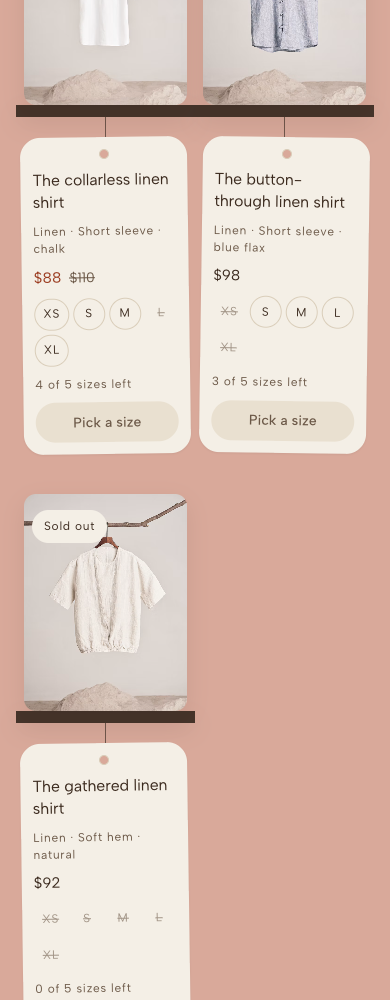 The collarless linen
shirt
Linen · Short sleeve ·
chalk
$88 $110
XS S M L
XL
4 of 5 sizes left
Pick a size
The button-
through linen shirt
Linen · Short sleeve ·
blue flax
$98
XS S M L
XL
3 of 5 sizes left
Pick a size
Sold out
The gathered linen
shirt
Linen · Soft hem ·
natural
$92
XS S M L
XL
0 of 5 sizes left